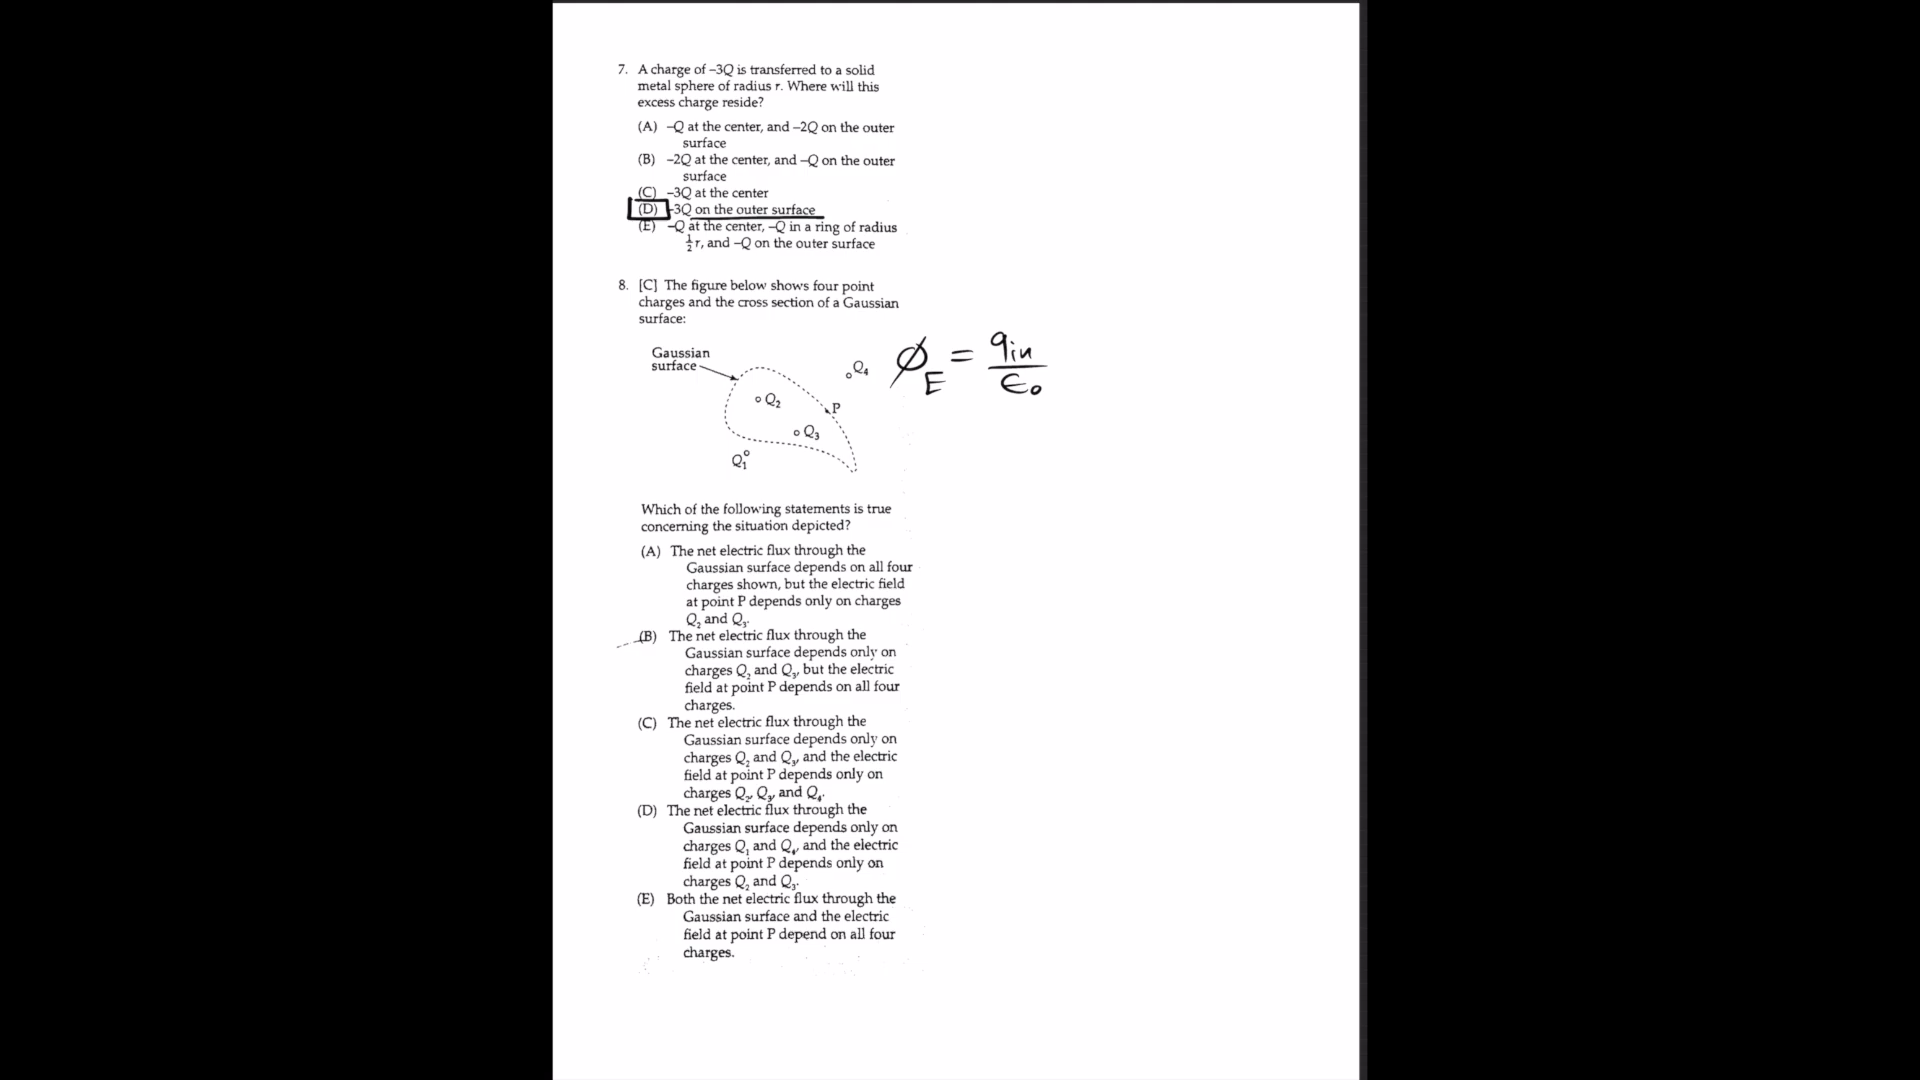 7. A charge of –3Q is transferred to a solid
metal sphere of radius r. Where will this
excess charge reside?
(A) –Q at the center, and –2Q on the outer
surface
(B) –2Q at the center, and –Q on the outer
surface
(C) –3Q at the center
(D) –3Q on the outer surface
(E) –Q at the center, –Q in a ring of radius
½r, and –Q on the outer surface
8. [C] The figure below shows four point
charges and the cross section of a Gaussian
surface:
Gaussian
surface
Q₄
Q₂
P
Q₃
Q₁
ϕ_E = q_in / ϵ₀
Which of the following statements is true
concerning the situation depicted?
(A) The net electric flux through the
Gaussian surface depends on all four
charges shown, but the electric field
at point P depends only on charges
Q₂ and Q₃.
(B) The net electric flux through the
Gaussian surface depends only on
charges Q₂ and Q₃, but the electric
field at point P depends on all four
charges.
(C) The net electric flux through the
Gaussian surface depends only on
charges Q₂ and Q₃, and the electric
field at point P depends only on
charges Q₂, Q₃, and Q₄.
(D) The net electric flux through the
Gaussian surface depends only on
charges Q₁ and Q₄, and the electric
field at point P depends only on
charges Q₂ and Q₃.
(E) Both the net electric flux through the
Gaussian surface and the electric
field at point P depend on all four
charges.